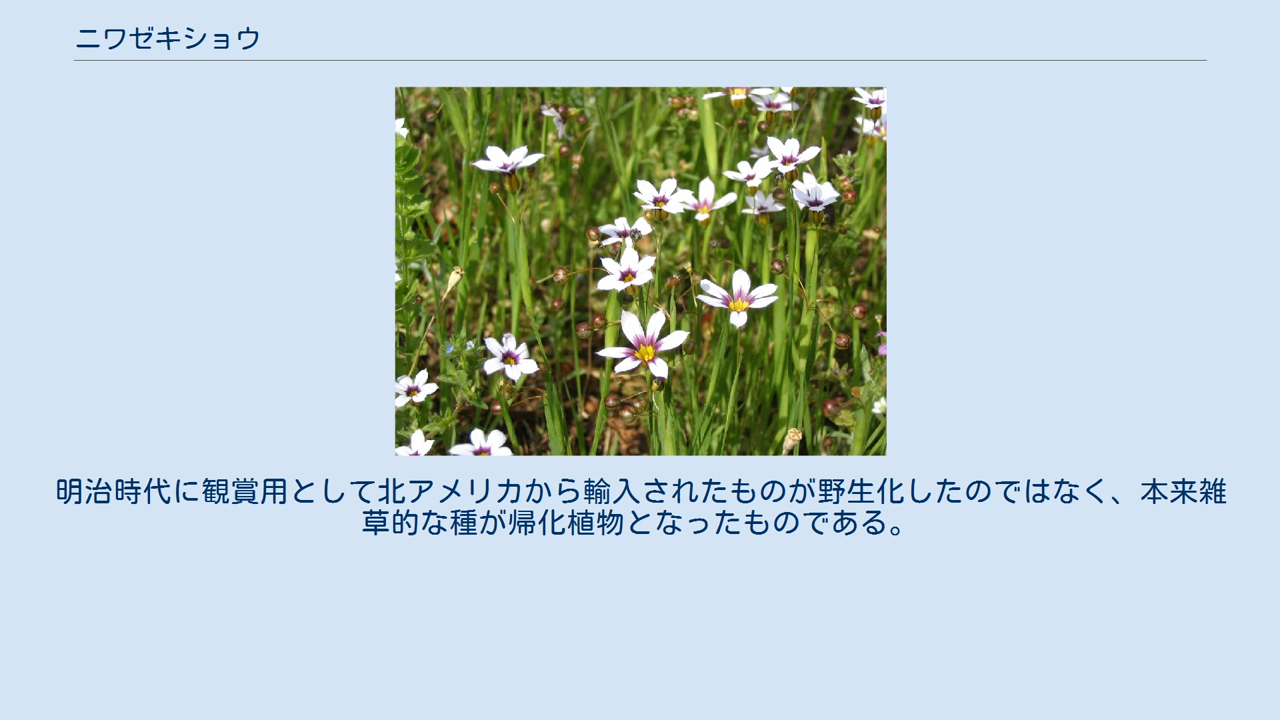 ニワゼキショウ
明治時代に観賞用として北アメリカから輸入されたものが野生化したのではなく、本来雑
草的な種が帰化植物となったものである。